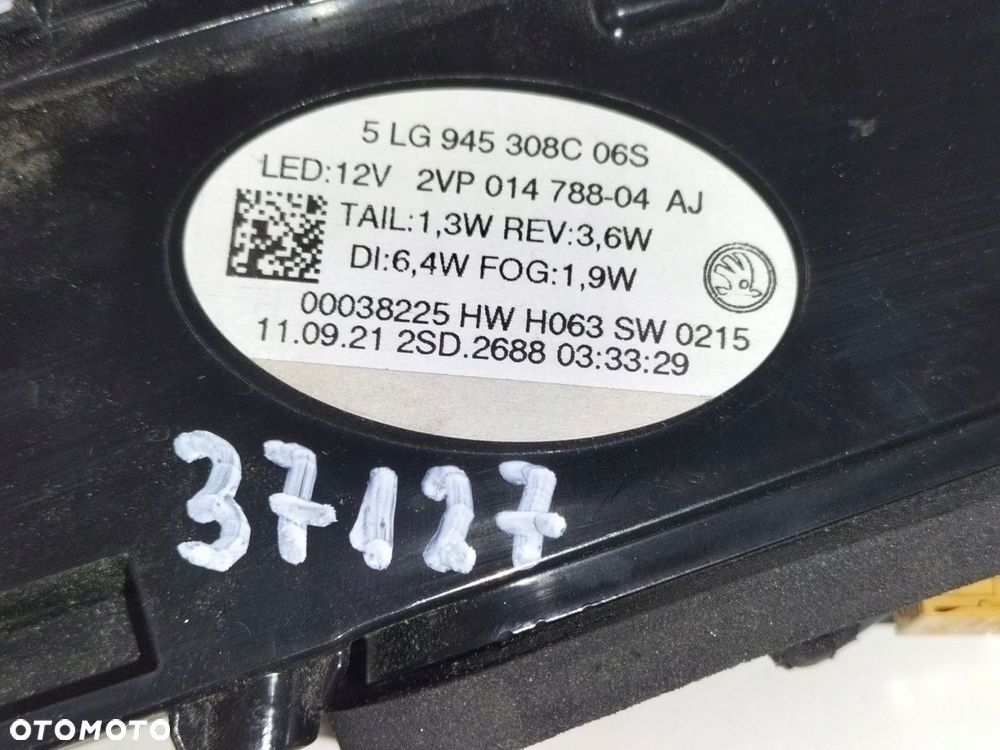 5 LG 945 308C 06S
LED:12V 2VP 014 788-04 AJ
TAIL:1,3W REV:3,6W
DI:6,4W FOG:1,9W
00038225 HW H063 SW 0215
11.09.21 2SD.2688 03:33:29
37127
OTOMOTO